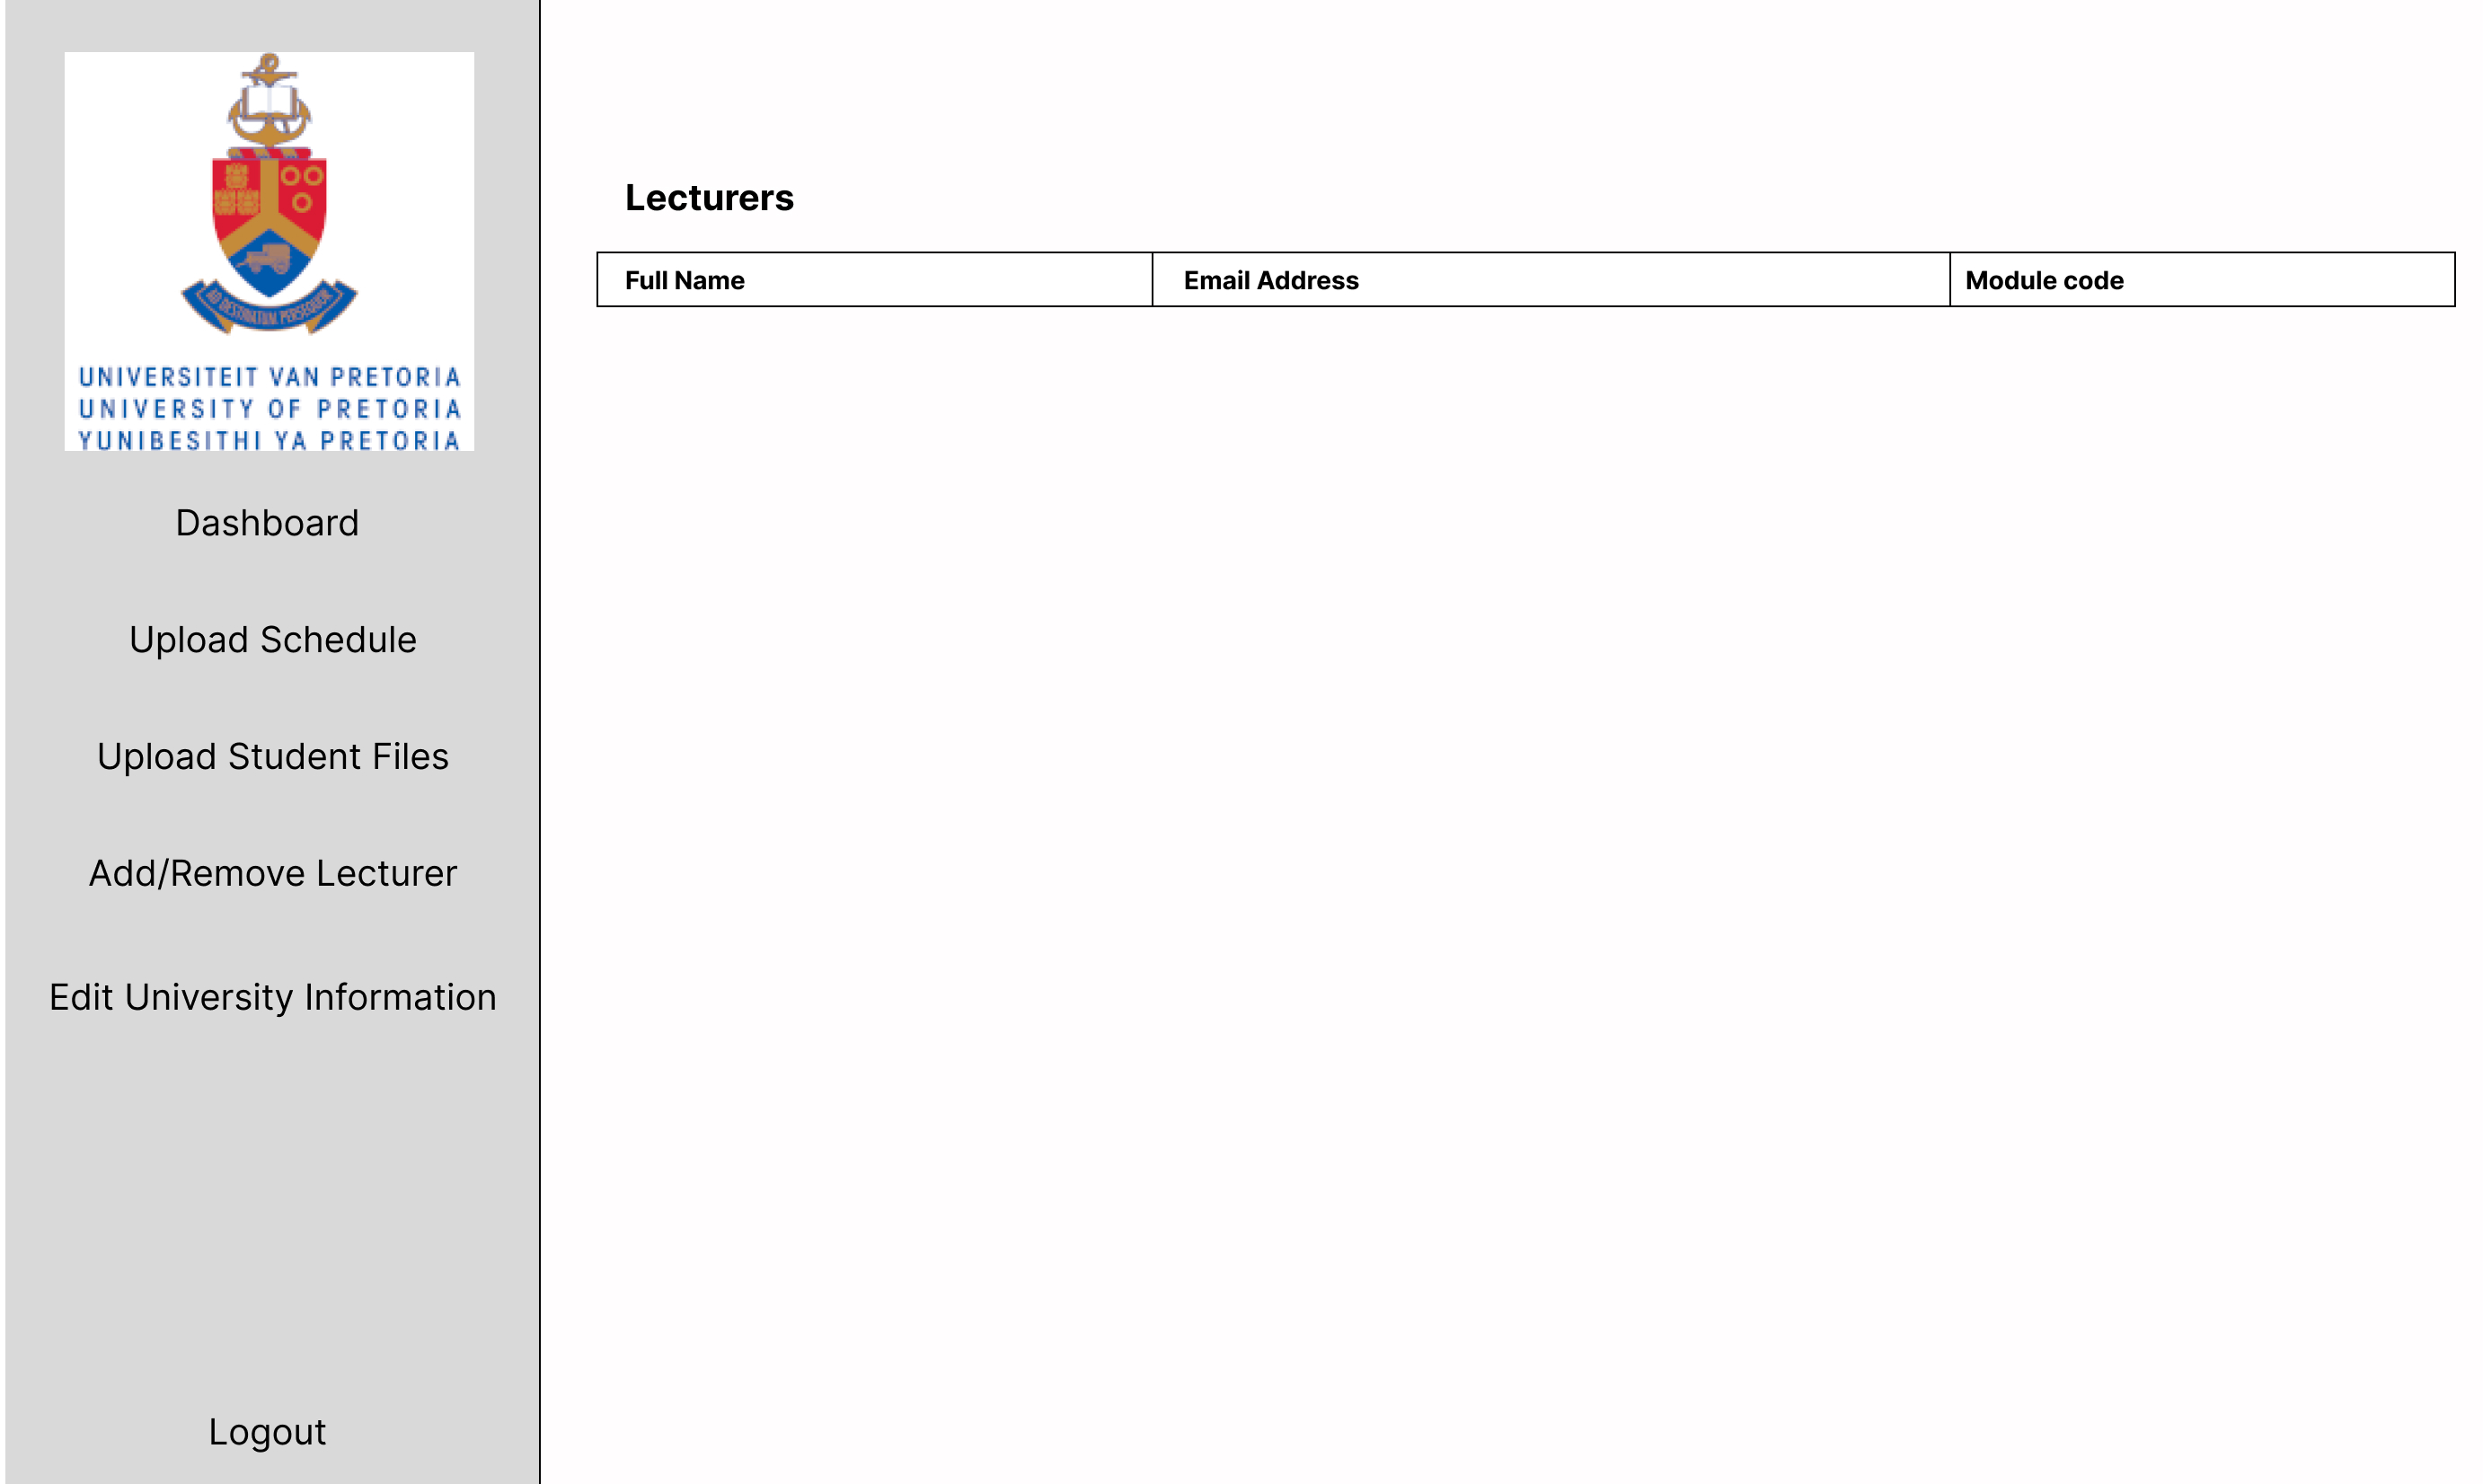 AD DESTINATUM PERSEQUOR
UNIVERSITEIT VAN PRETORIA
UNIVERSITY OF PRETORIA
YUNIBESITHI YA PRETORIA
Dashboard
Upload Schedule
Upload Student Files
Add/Remove Lecturer
Edit University Information
Logout
Lecturers
Full Name
Email Address
Module code